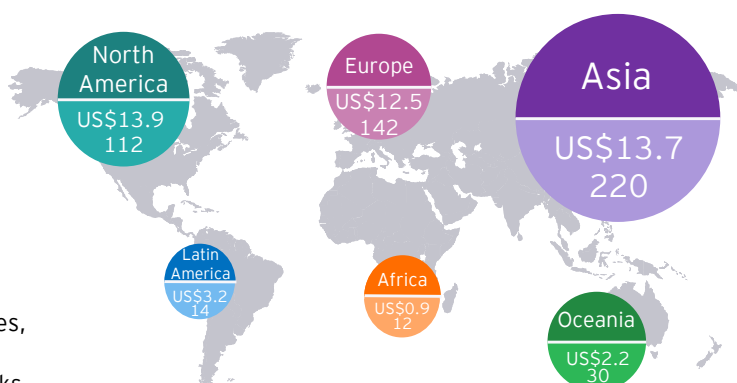 North
America
US$13.9
112
Europe
US$12.5
142
Asia
US$13.7
220
Latin
America
US$3.2
14
Africa
US$0.9
12
Oceania
US$2.2
30
es,
ks